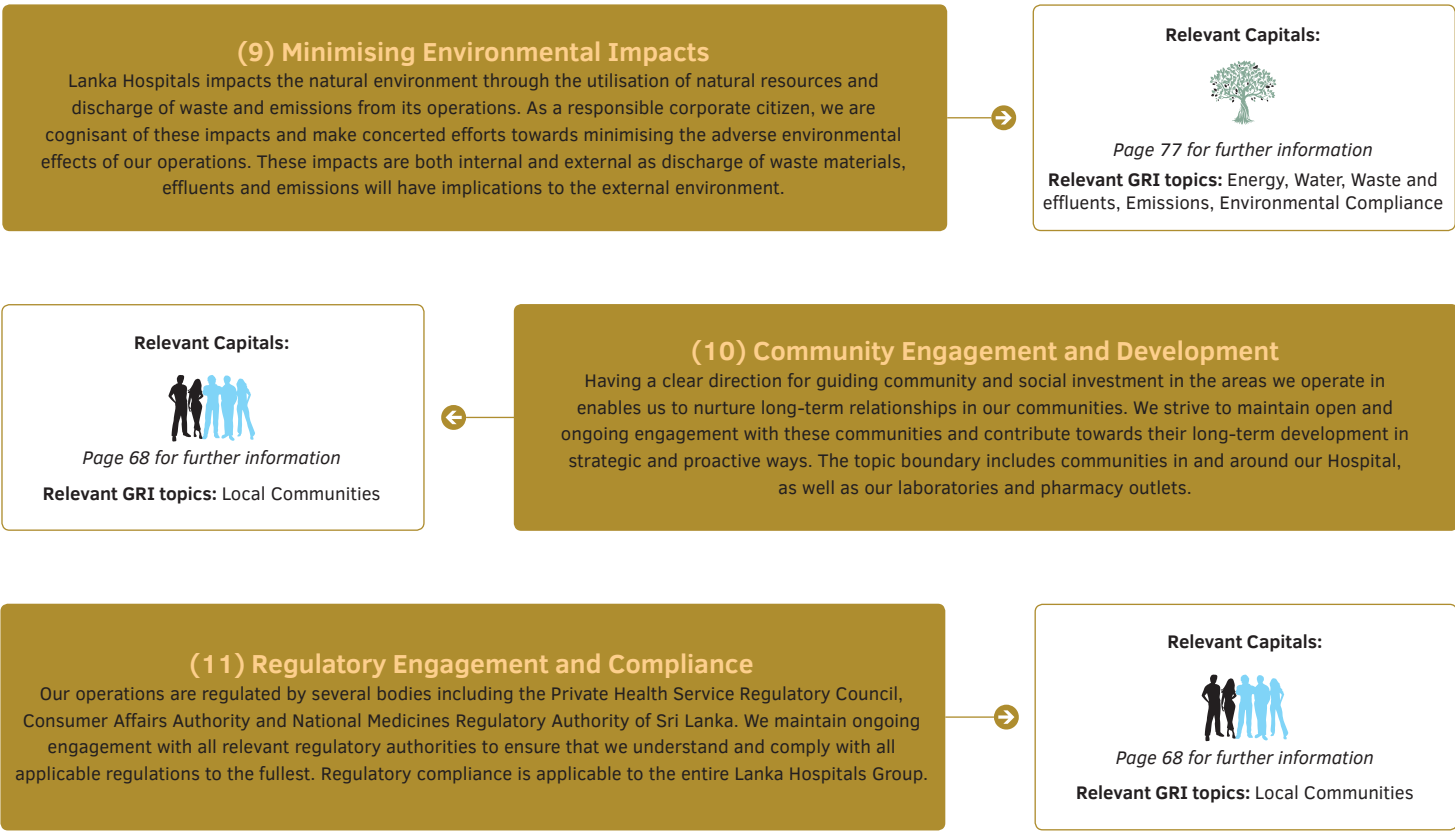 (9) Minimising Environmental Impacts
Lanka Hospitals impacts the natural environment through the utilisation of natural resources and
discharge of waste and emissions from its operations. As a responsible corporate citizen, we are
cognisant of these impacts and make concerted efforts towards minimising the adverse environmental
effects of our operations. These impacts are both internal and external as discharge of waste materials,
effluents and emissions will have implications to the external environment.
Relevant Capitals:
Page 77 for further information
Relevant GRI topics: Energy, Water, Waste and
effluents, Emissions, Environmental Compliance
Relevant Capitals:
Page 68 for further information
Relevant GRI topics: Local Communities
(10) Community Engagement and Development
Having a clear direction for guiding community and social investment in the areas we operate in
enables us to nurture long-term relationships in our communities. We strive to maintain open and
ongoing engagement with these communities and contribute towards their long-term development in
strategic and proactive ways. The topic boundary includes communities in and around our Hospital,
as well as our laboratories and pharmacy outlets.
(11) Regulatory Engagement and Compliance
Our operations are regulated by several bodies including the Private Health Service Regulatory Council,
Consumer Affairs Authority and National Medicines Regulatory Authority of Sri Lanka. We maintain ongoing
engagement with all relevant regulatory authorities to ensure that we understand and comply with all
applicable regulations to the fullest. Regulatory compliance is applicable to the entire Lanka Hospitals Group.
Relevant Capitals:
Page 68 for further information
Relevant GRI topics: Local Communities